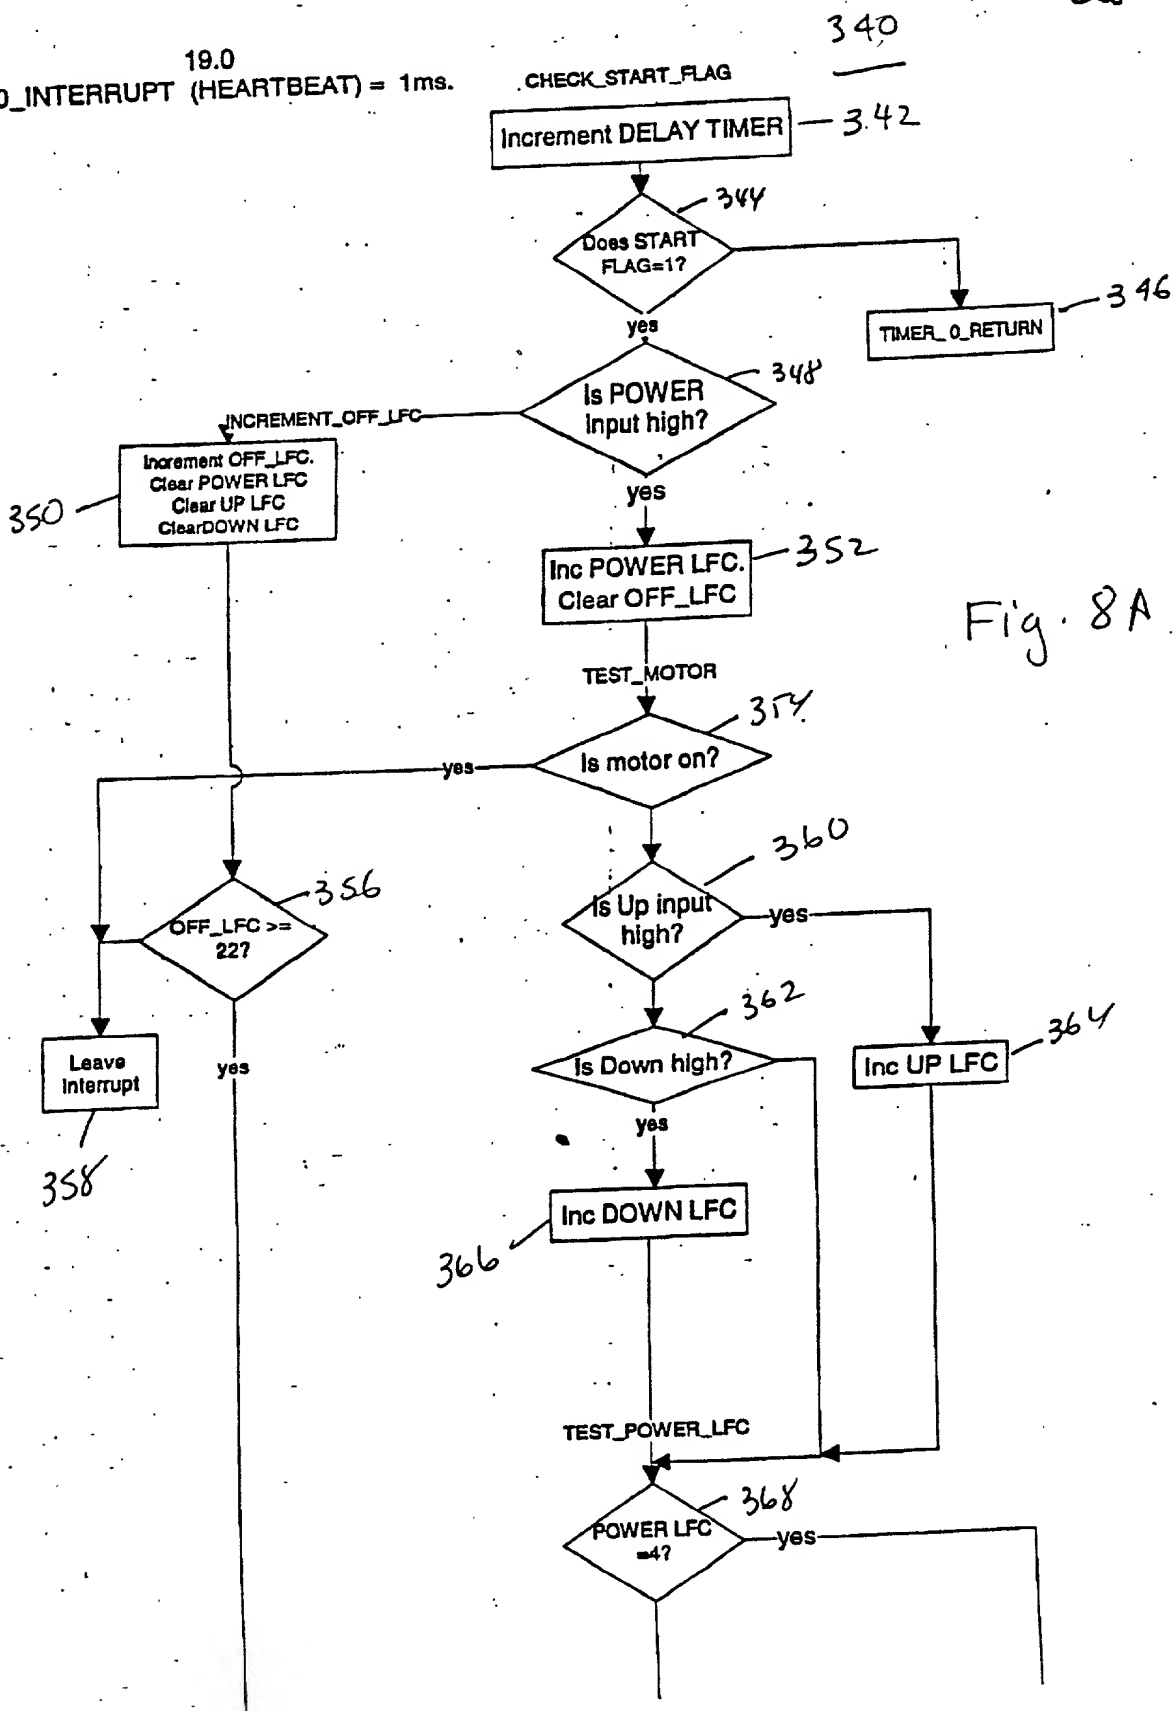 340
19.0
0_INTERRUPT (HEARTBEAT) = 1ms.
CHECK_START_FLAG
Increment DELAY TIMER
342
344
Does START
FLAG=1?
346
TIMER_0_RETURN
yes
348
Is POWER
Input high?
INCREMENT_OFF_LFC
Increment OFF_LFC.
Clear POWER LFC
Clear UP LFC
ClearDOWN LFC
350
yes
352
Inc POWER LFC.
Clear OFF_LFC
Fig. 8A
TEST_MOTOR
354
Is motor on?
yes
360
356
OFF_LFC >=
22?
Is Up input
high?
yes
362
364
Leave
Interrupt
yes
Is Down high?
Inc UP LFC
yes
358
Inc DOWN LFC
366
TEST_POWER_LFC
368
POWER LFC
=4?
yes